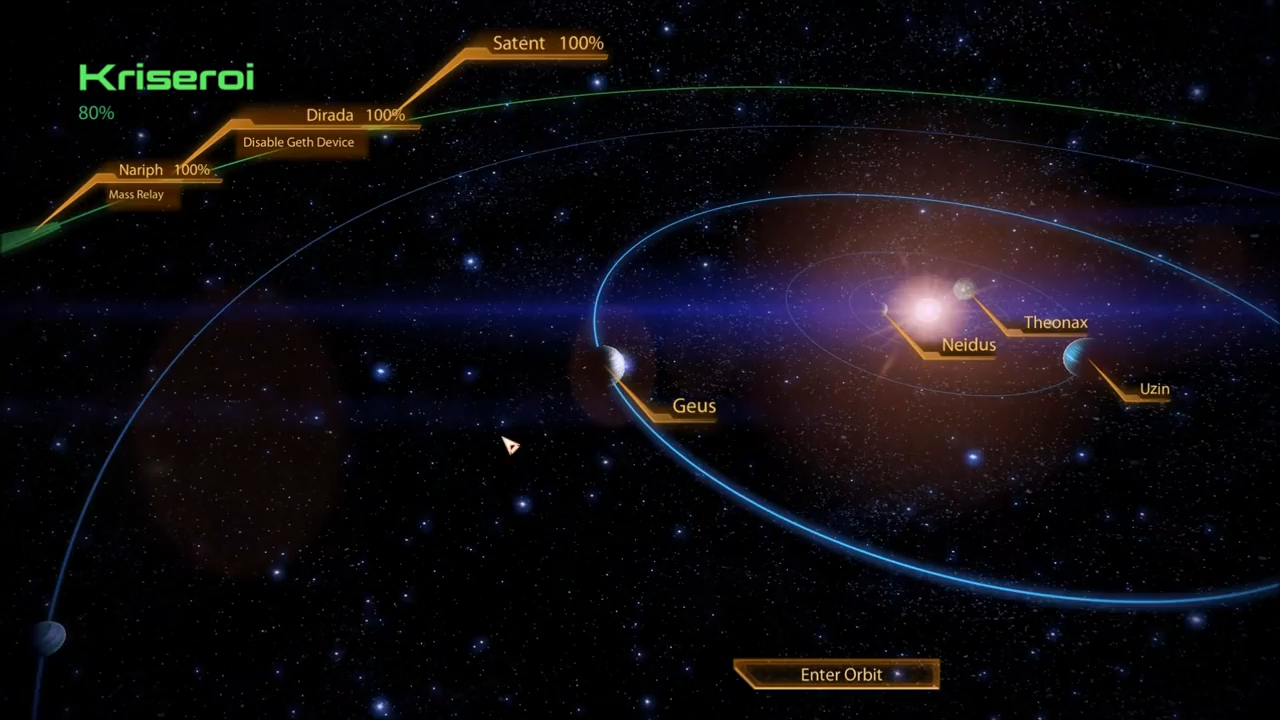 Kriseroi
80%
Satent 100%
Dirada 100%
Disable Geth Device
Nariph 100%
Mass Relay
Theonax
Neidus
Uzin
Geus
Enter Orbit